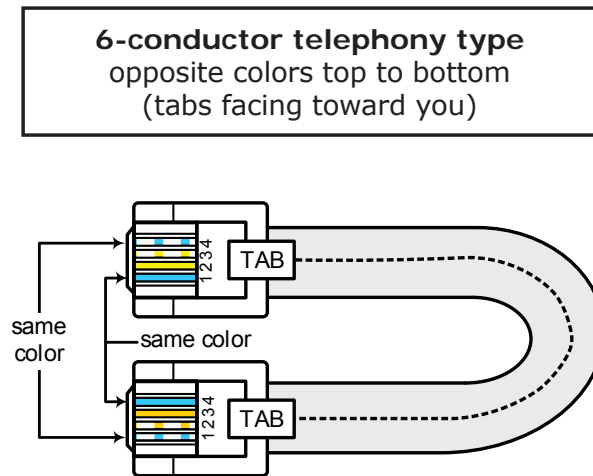 6-conductor telephony type
opposite colors top to bottom
(tabs facing toward you)
1234
TAB
same
color
same color
1234
TAB